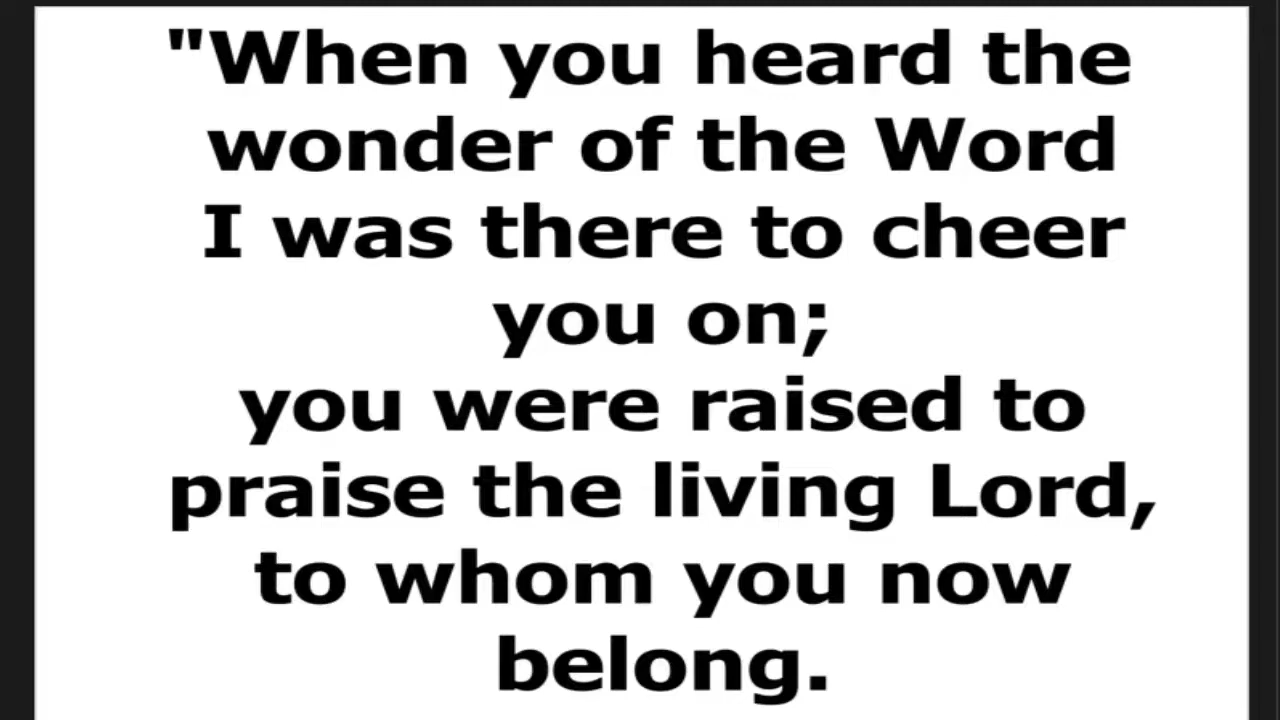 "When you heard the
wonder of the Word
I was there to cheer
you on;
you were raised to
praise the living Lord,
to whom you now
belong.